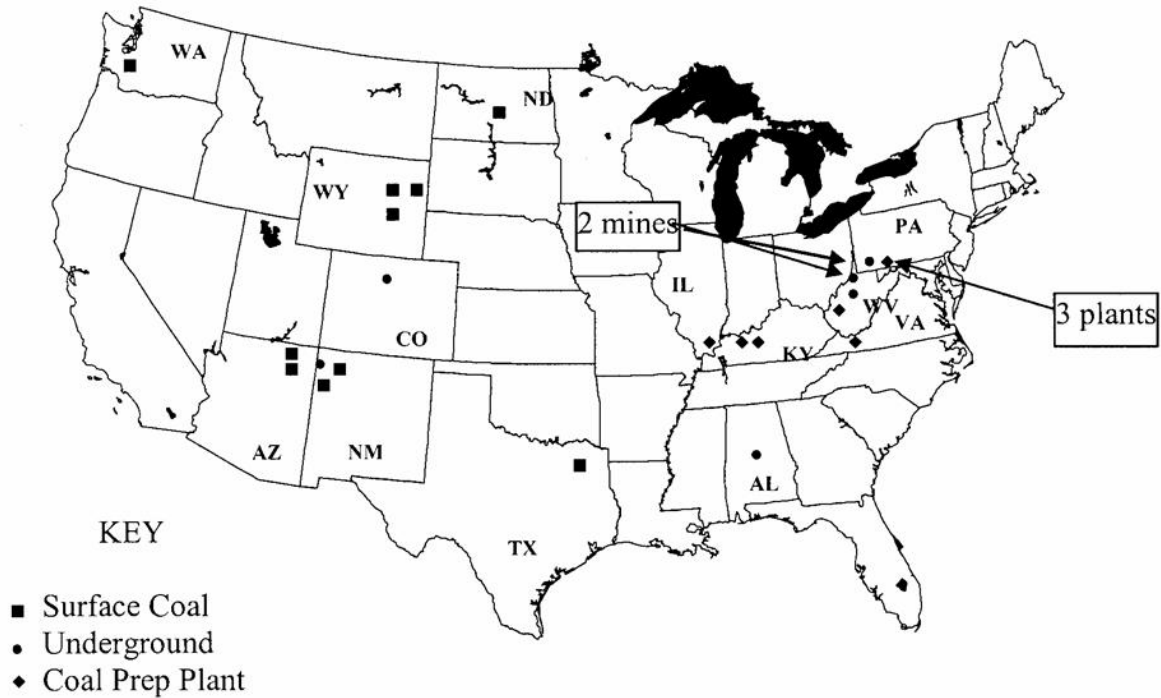 WA
ND
WY
2 mines
PA
IL
WV
VA
3 plants
CO
KY
AZ
NM
AL
TX
KEY
Surface Coal
Underground
Coal Prep Plant